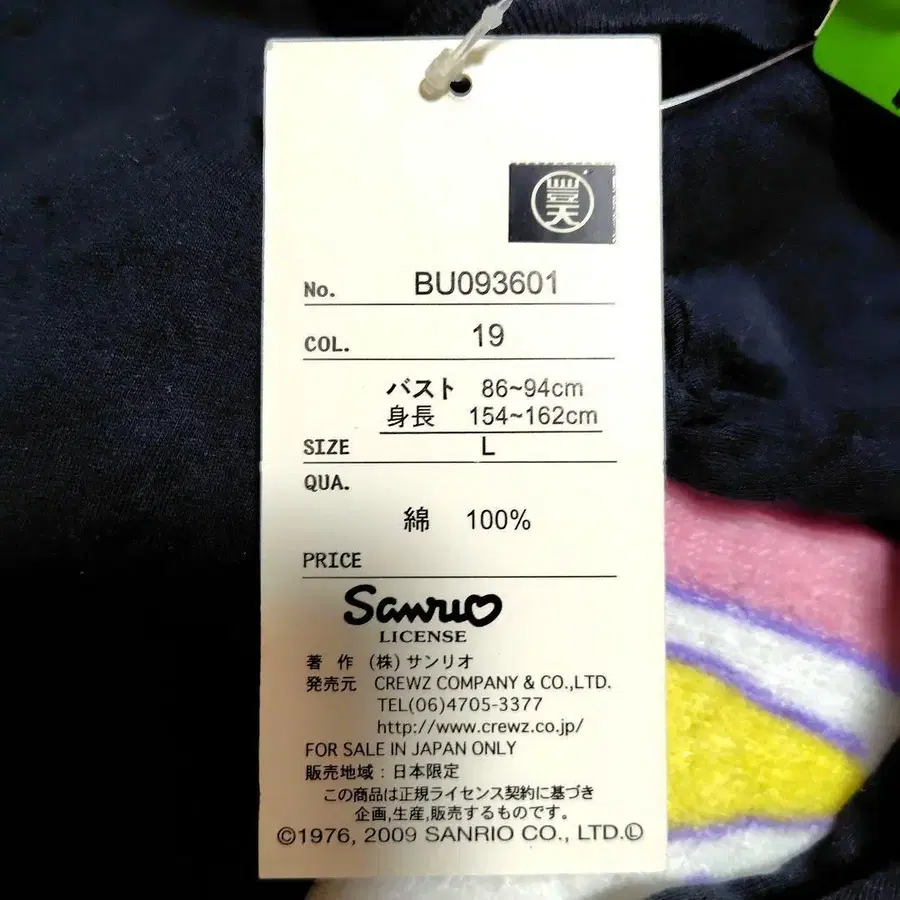 豊天
No. BU093601
COL. 19
バスト 86~94cm
身長 154~162cm
SIZE L
QUA.
綿 100%
PRICE
Sanrio
LICENSE
著 作 (株) サンリオ
発売元 CREWZ COMPANY & CO.,LTD.
TEL(06)4705-3377
http://www.crewz.co.jp/
FOR SALE IN JAPAN ONLY
販売地域：日本限定
この商品は正規ライセンス契約に基づき
企画,生産,販売するものです。
©1976, 2009 SANRIO CO., LTD.Ⓛ